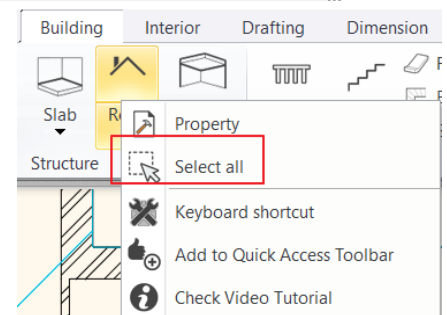 Building Interior Drafting Dimension
Slab
Structure
Property
Select all
Keyboard shortcut
Add to Quick Access Toolbar
Check Video Tutorial